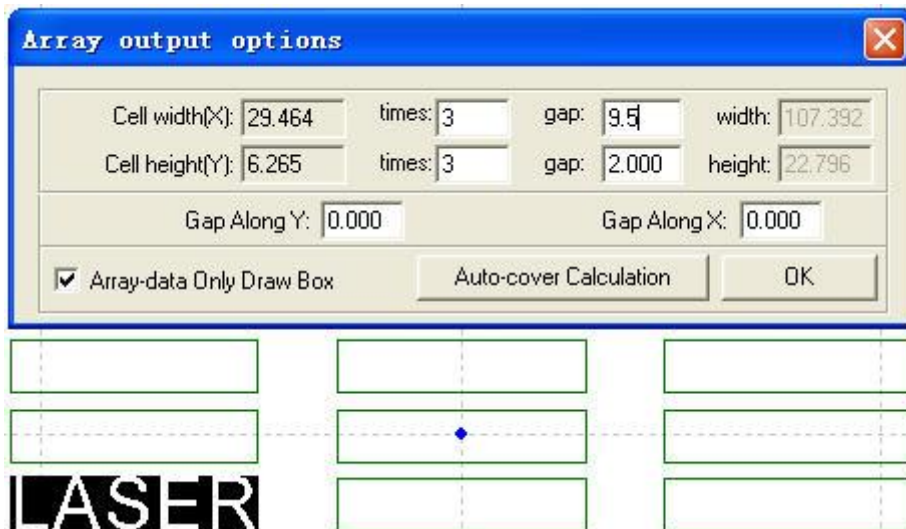 Array output options
Cell width(X): 29.464 times: 3 gap: 9.5 width: 107.392
Cell height(Y): 6.265 times: 3 gap: 2.000 height: 22.796
Gap Along Y: 0.000 Gap Along X: 0.000
Array-data Only Draw Box Auto-cover Calculation OK
LASER